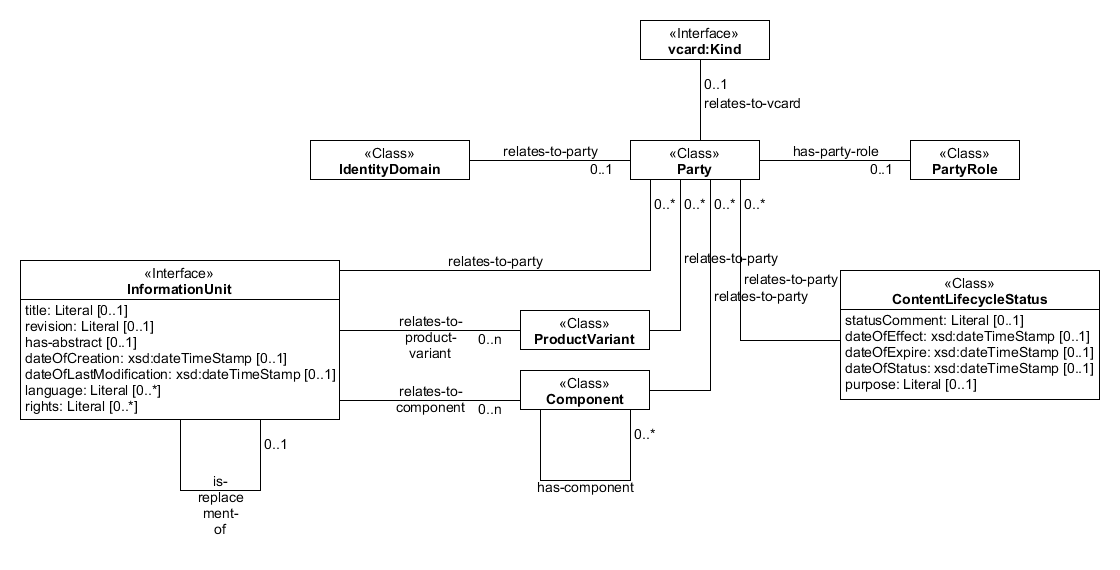 «Interface»
vcard:Kind
0..1
relates-to-vcard
«Class»
IdentityDomain
relates-to-party
0..1
«Class»
Party
has-party-role
0..1
«Class»
PartyRole
0..*
0..*
0..*
0..*
relates-to-party
relates-to-party
relates-to-party
relates-to-party
«Interface»
InformationUnit
title: Literal [0..1]
revision: Literal [0..1]
has-abstract [0..1]
dateOfCreation: xsd:dateTimeStamp [0..1]
dateOfLastModification: xsd:dateTimeStamp [0..1]
language: Literal [0..*]
rights: Literal [0..*]
relates-to-
product-
variant
0..n
«Class»
ProductVariant
«Class»
ContentLifecycleStatus
statusComment: Literal [0..1]
dateOfEffect: xsd:dateTimeStamp [0..1]
dateOfExpire: xsd:dateTimeStamp [0..1]
dateOfStatus: xsd:dateTimeStamp [0..1]
purpose: Literal [0..1]
relates-to-
component
0..n
«Class»
Component
0..*
has-component
0..1
is-
replace
ment-
of